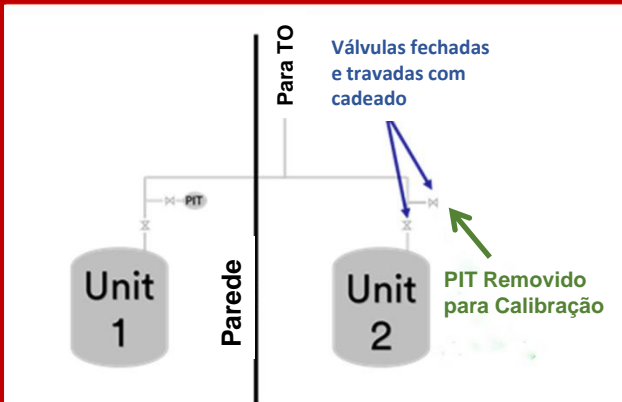 Para TO
Válvulas fechadas
e travadas com
cadeado
PIT
Unit
1
Parede
Unit
2
PIT Removido
para Calibração